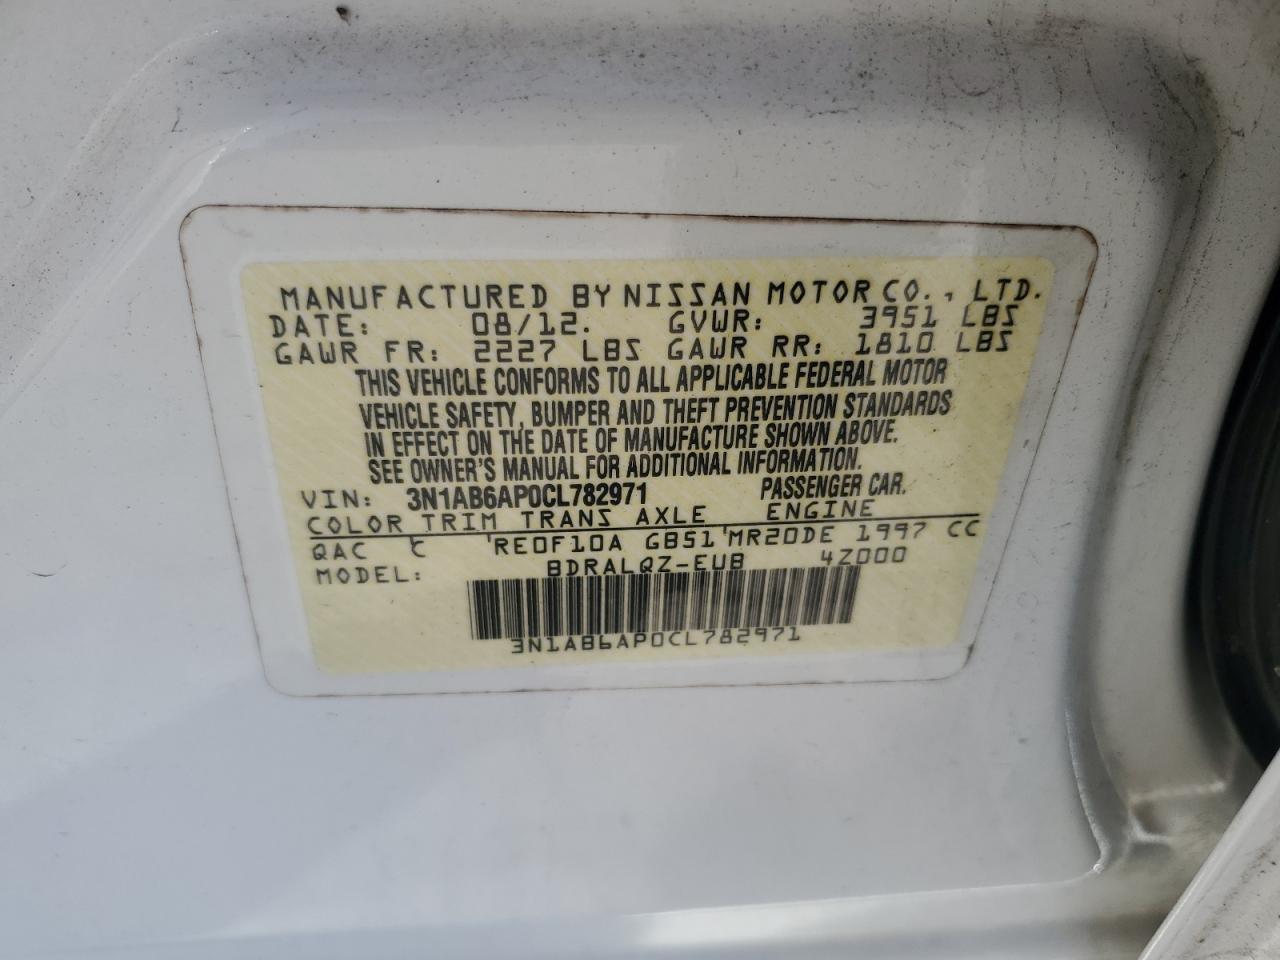 MANUFACTURED BY NISSAN MOTOR CO., LTD.
DATE: 08/12. GVWR: 3951 LBS
GAWR FR: 2227 LBS GAWR RR: 1810 LBS
THIS VEHICLE CONFORMS TO ALL APPLICABLE FEDERAL MOTOR
VEHICLE SAFETY, BUMPER AND THEFT PREVENTION STANDARDS
IN EFFECT ON THE DATE OF MANUFACTURE SHOWN ABOVE.
SEE OWNER'S MANUAL FOR ADDITIONAL INFORMATION.
VIN: 3N1AB6AP0CL782971 PASSENGER CAR.
COLOR TRIM TRANS AXLE ENGINE
QAC C RE0F10A GB51 MR20DE 1997 CC
MODEL: BDRALQZ-EUB 4Z000
3N1AB6AP0CL782971